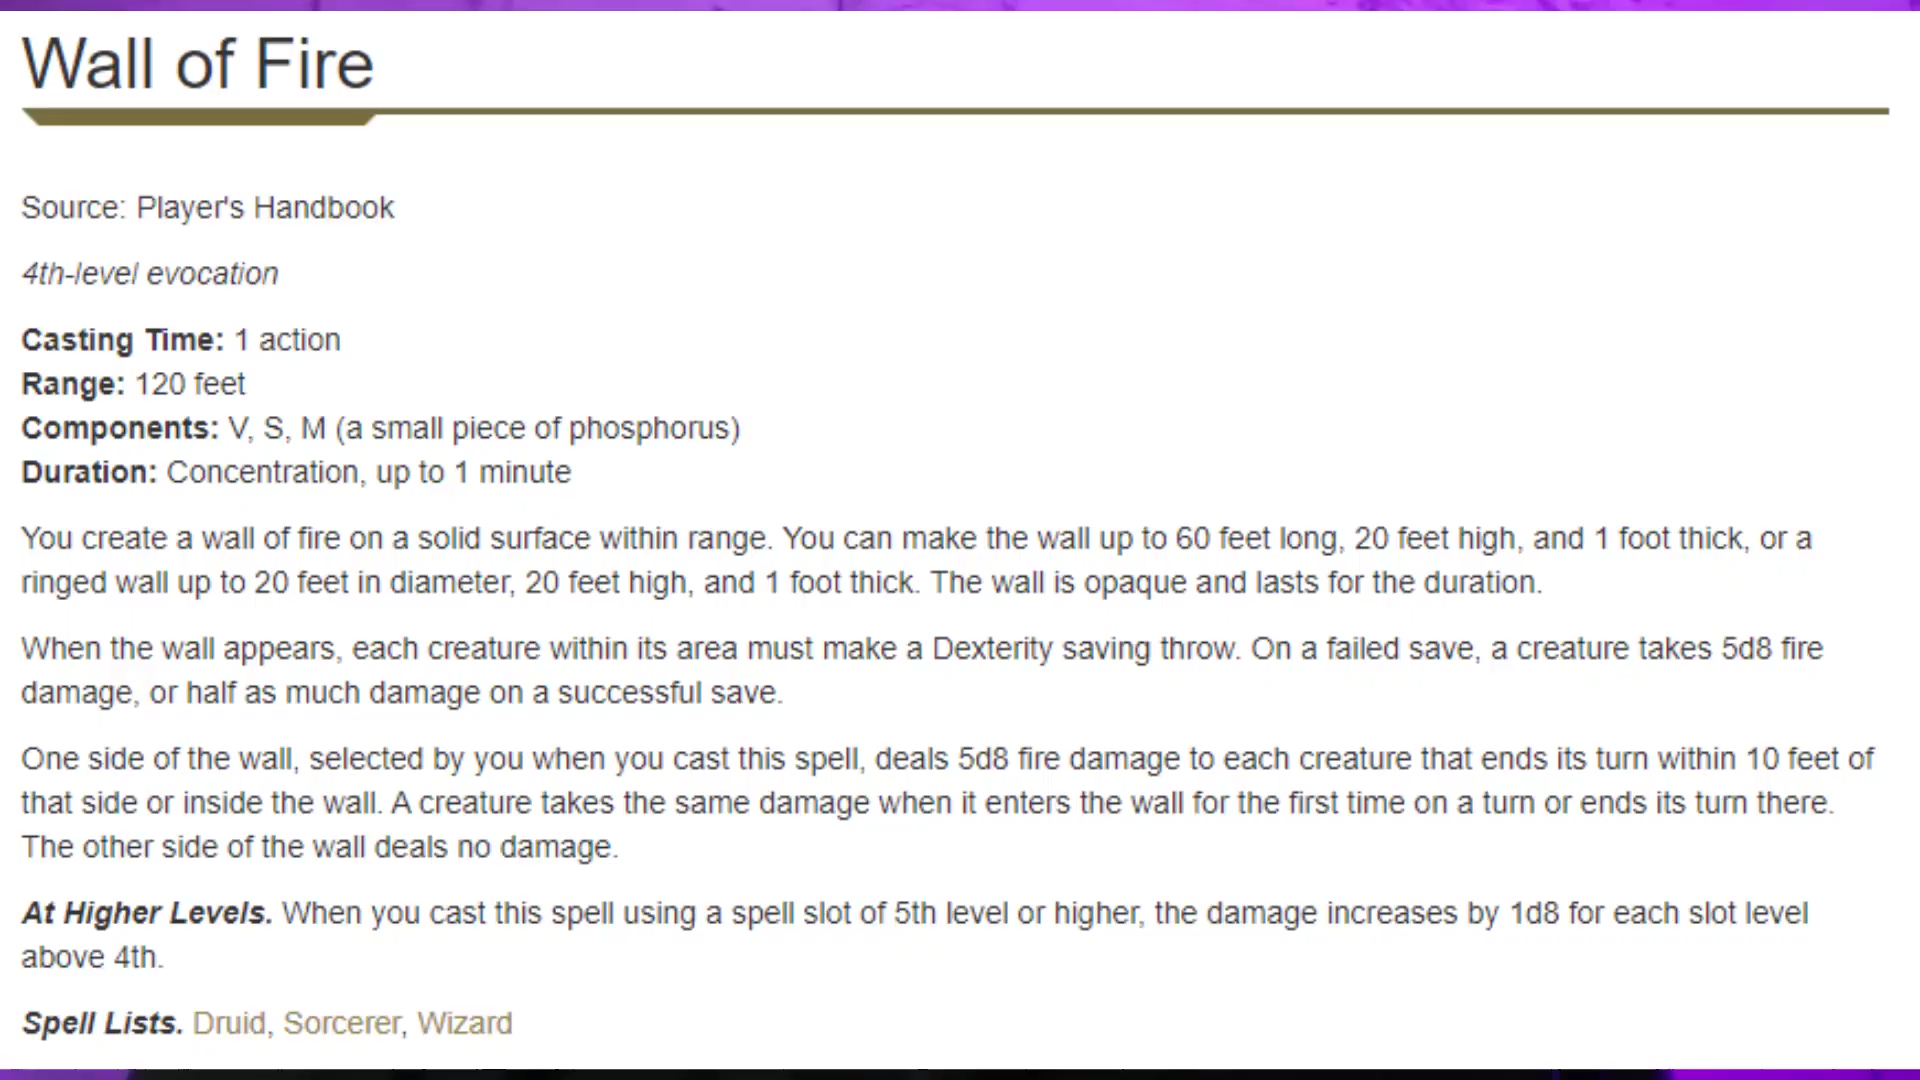 Wall of Fire
Source: Player's Handbook
4th-level evocation
Casting Time: 1 action
Range: 120 feet
Components: V, S, M (a small piece of phosphorus)
Duration: Concentration, up to 1 minute
You create a wall of fire on a solid surface within range. You can make the wall up to 60 feet long, 20 feet high, and 1 foot thick, or a
ringed wall up to 20 feet in diameter, 20 feet high, and 1 foot thick. The wall is opaque and lasts for the duration.
When the wall appears, each creature within its area must make a Dexterity saving throw. On a failed save, a creature takes 5d8 fire
damage, or half as much damage on a successful save.
One side of the wall, selected by you when you cast this spell, deals 5d8 fire damage to each creature that ends its turn within 10 feet of
that side or inside the wall. A creature takes the same damage when it enters the wall for the first time on a turn or ends its turn there.
The other side of the wall deals no damage.
At Higher Levels. When you cast this spell using a spell slot of 5th level or higher, the damage increases by 1d8 for each slot level
above 4th.
Spell Lists. Druid, Sorcerer, Wizard